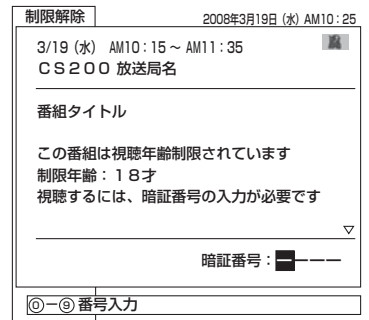 制限解除
2008年3月19日（水）AM10：25
3/19（水） AM10：15～AM11：35
CS200 放送局名
番組タイトル
この番組は視聴年齢制限されています
制限年齢：18才
視聴するには、暗証番号の入力が必要です
▽
暗証番号：－－－－
⓪－⑨ 番号入力